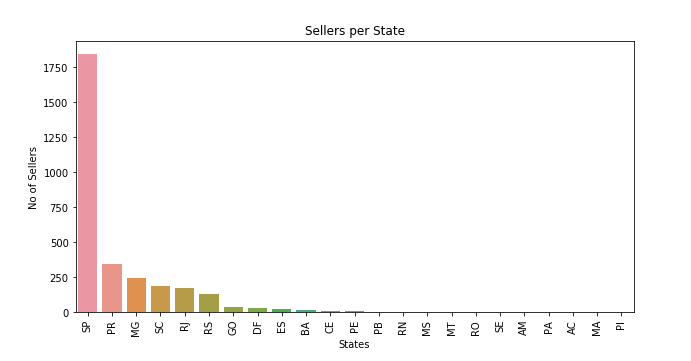 Sellers per State
1750
1500
1250
1000
750
500
250
0
No of Sellers
SP PR MG SC RJ RS GO DF ES BA CE PE PB RN MS MT RO SE AM PA AC MA PI
States